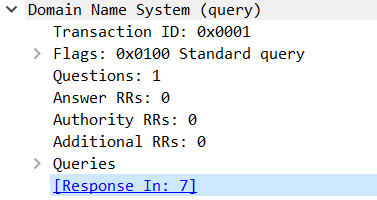 Domain Name System (query)
Transaction ID: 0x0001
Flags: 0x0100 Standard query
Questions: 1
Answer RRs: 0
Authority RRs: 0
Additional RRs: 0
Queries
[Response In: 7]